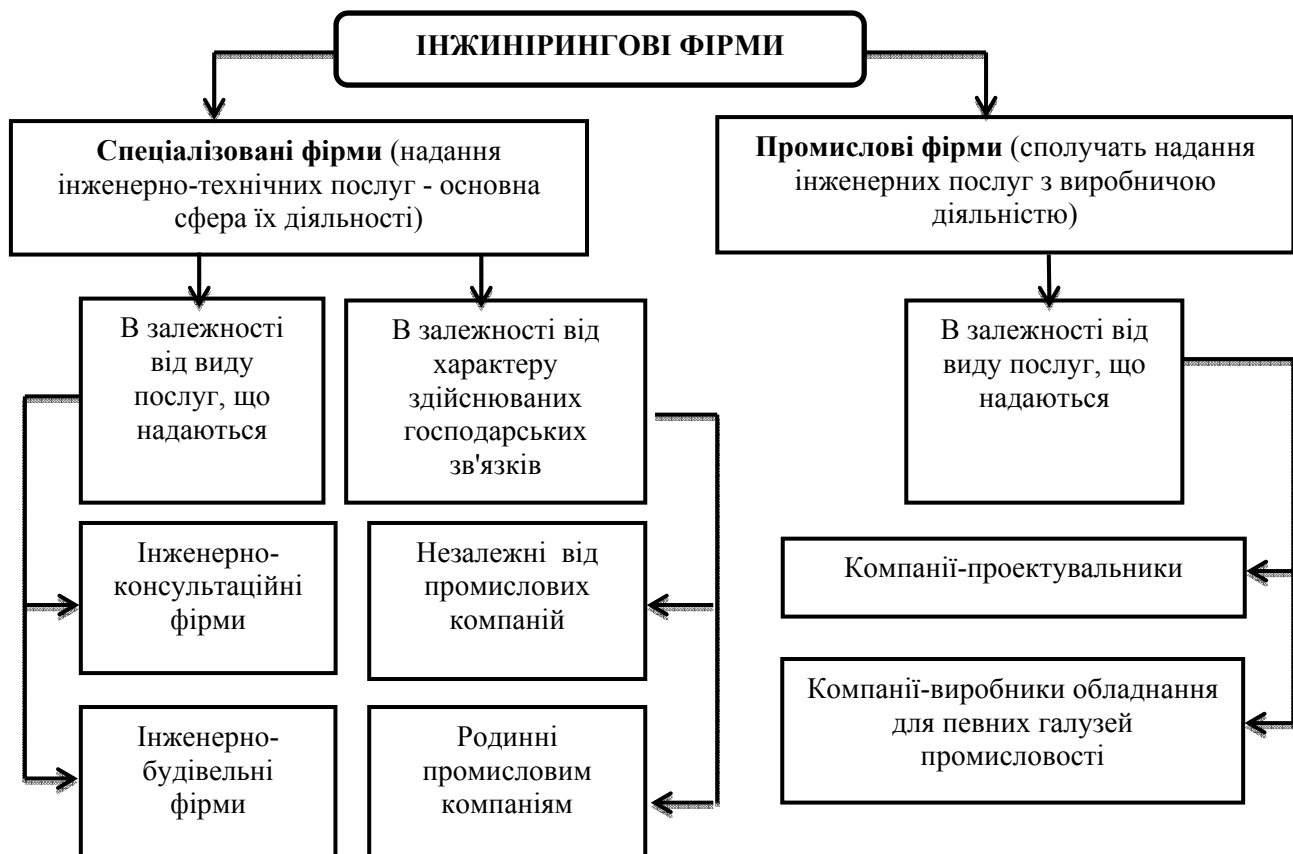 ІНЖИНІРИНГОВІ ФІРМИ
Спеціалізовані фірми (надання
інженерно-технічних послуг - основна
сфера їх діяльності)
Промислові фірми (сполучать надання
інженерних послуг з виробничою
діяльністю)
В залежності
від виду
послуг, що
надаються
В залежності від
характеру
здійснюваних
господарських
зв'язків
В залежності від
виду послуг, що
надаються
Інженерно-
консультаційні
фірми
Незалежні від
промислових
компаній
Компанії-проектувальники
Інженерно-
будівельні
фірми
Родинні
промисловим
компаніям
Компанії-виробники обладнання
для певних галузей
промисловості